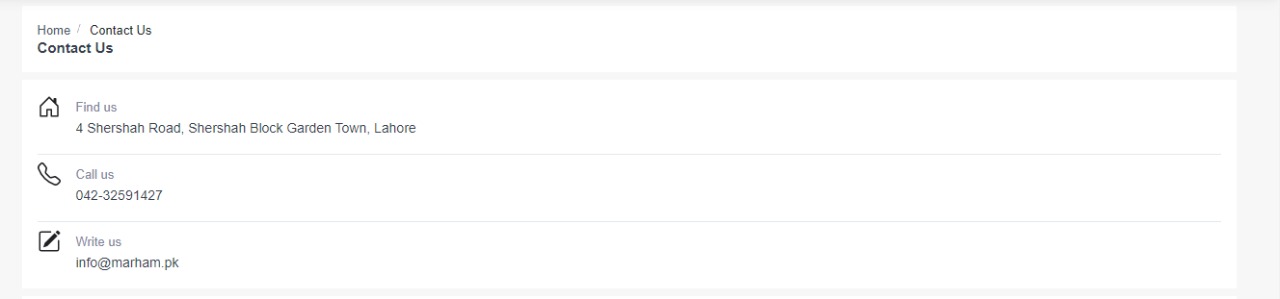 Home / Contact Us
Contact Us
Find us
4 Shershah Road, Shershah Block Garden Town, Lahore
Call us
042-32591427
Write us
info@marham.pk